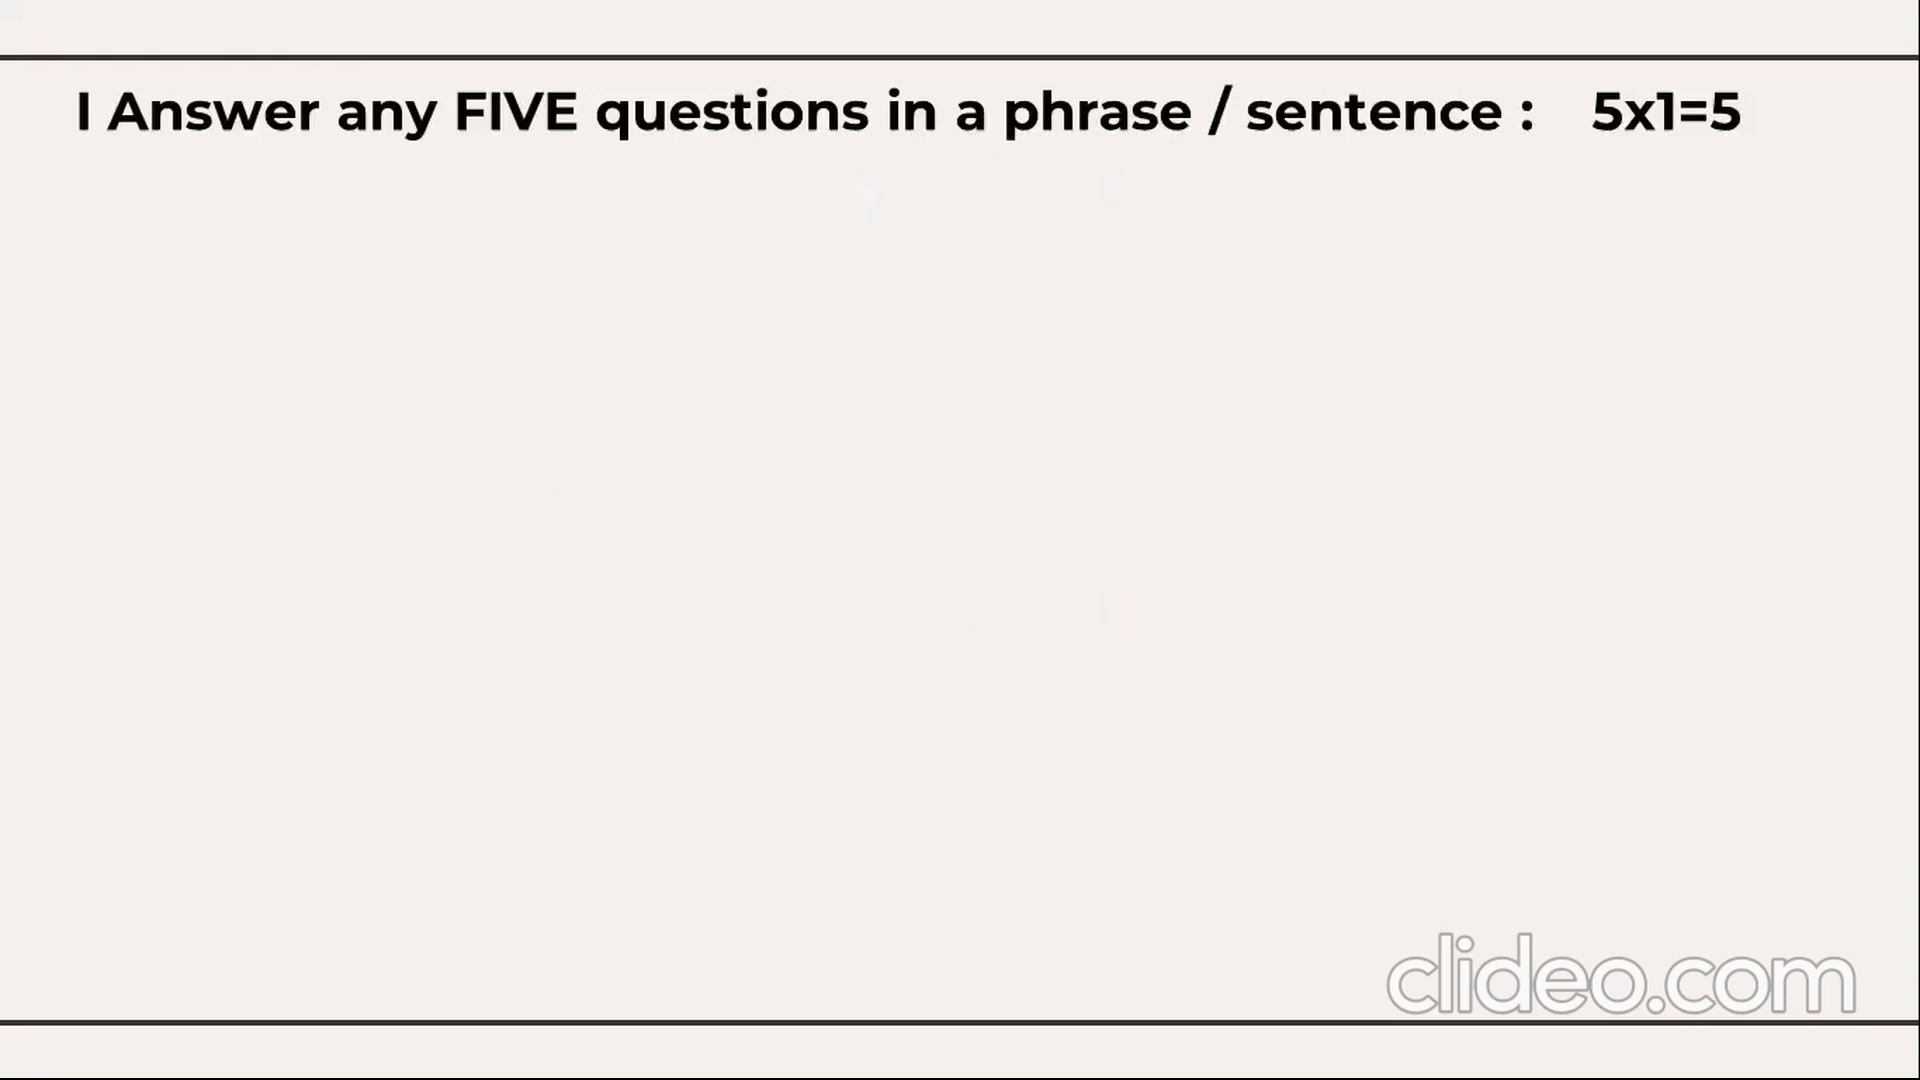 I Answer any FIVE questions in a phrase / sentence : 5x1=5
clideo.com